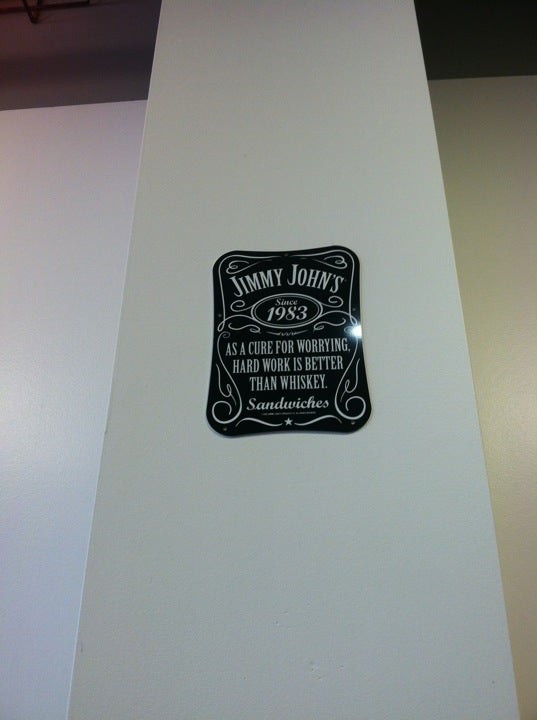 JIMMY JOHN'S
Since
1983
AS A CURE FOR WORRYING,
HARD WORK IS BETTER
THAN WHISKEY.
Sandwiches